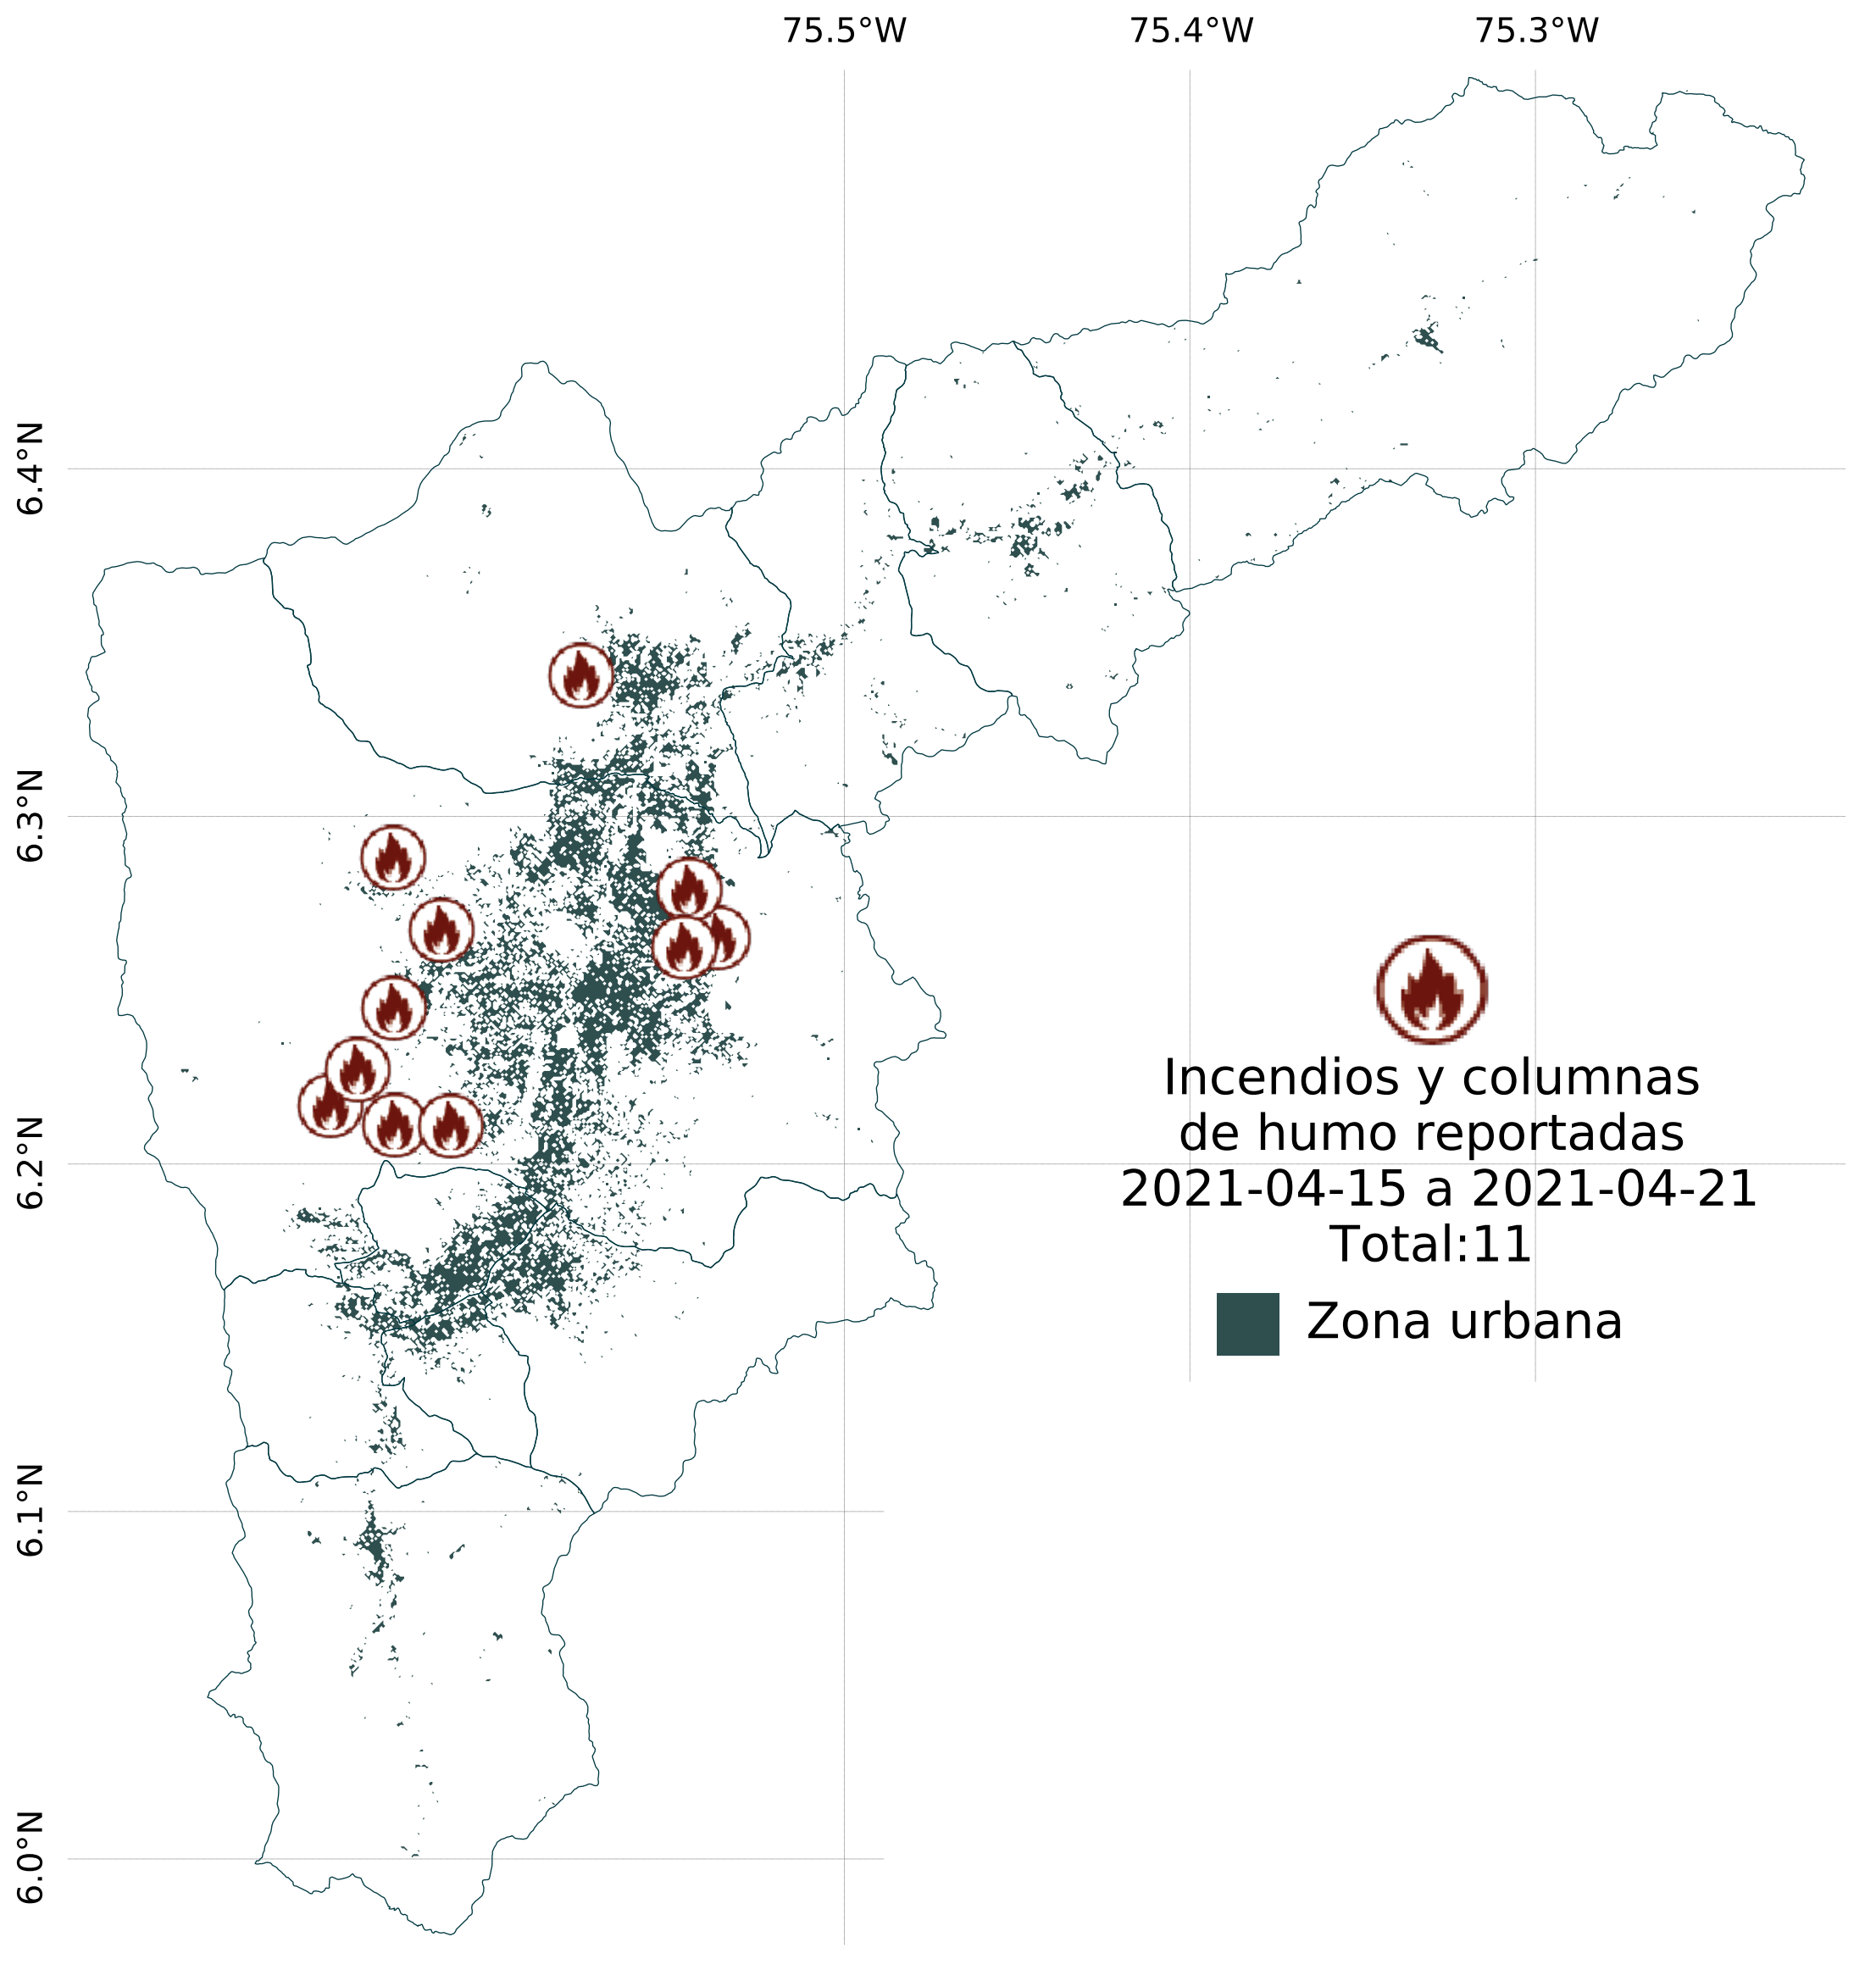 75.5°W
75.4°W
75.3°W
6.4°N
6.3°N
6.2°N
6.1°N
6.0°N
Incendios y columnas
de humo reportadas
2021-04-15 a 2021-04-21
Total:11
Zona urbana